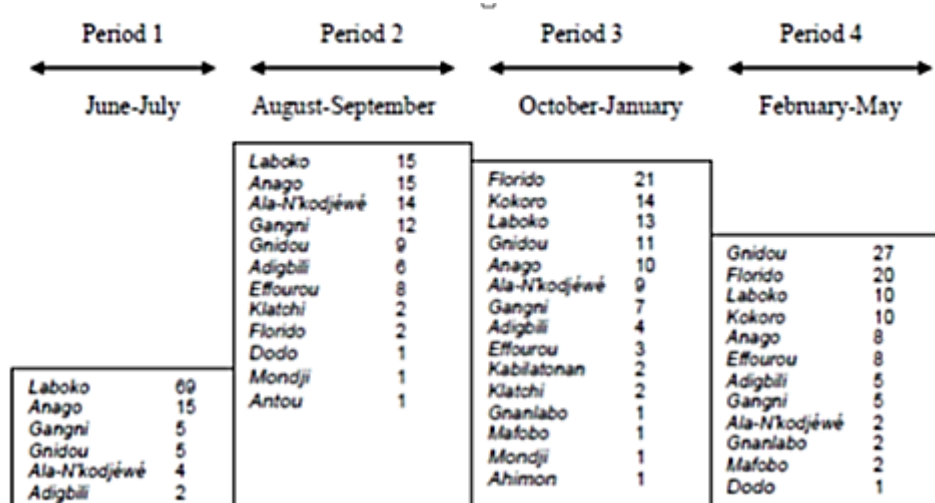 Period 1 Period 2 Period 3 Period 4
June-July August-September October-January February-May
Laboko 69
Anago 15
Gangni 5
Gnidou 5
Ala-N'kodjéwé 4
Adigbili 2
Laboko 15
Anago 15
Ala-N'kodjéwé 14
Gangni 12
Gnidou 9
Adigbili 6
Effourou 8
Klatchi 2
Florido 2
Dodo 1
Mondji 1
Antou 1
Florido 21
Kokoro 14
Laboko 13
Gnidou 11
Anago 10
Ala-N'kodjéwé 9
Gangni 7
Adigbili 4
Effourou 3
Kabilatonan 2
Klatchi 2
Gnanlabo 1
Mafobo 1
Mondji 1
Ahimon 1
Gnidou 27
Florido 20
Laboko 10
Kokoro 10
Anago 8
Effourou 8
Adigbili 5
Gangni 5
Ala-N'kodjéwé 2
Gnanlabo 2
Mafobo 2
Dodo 1